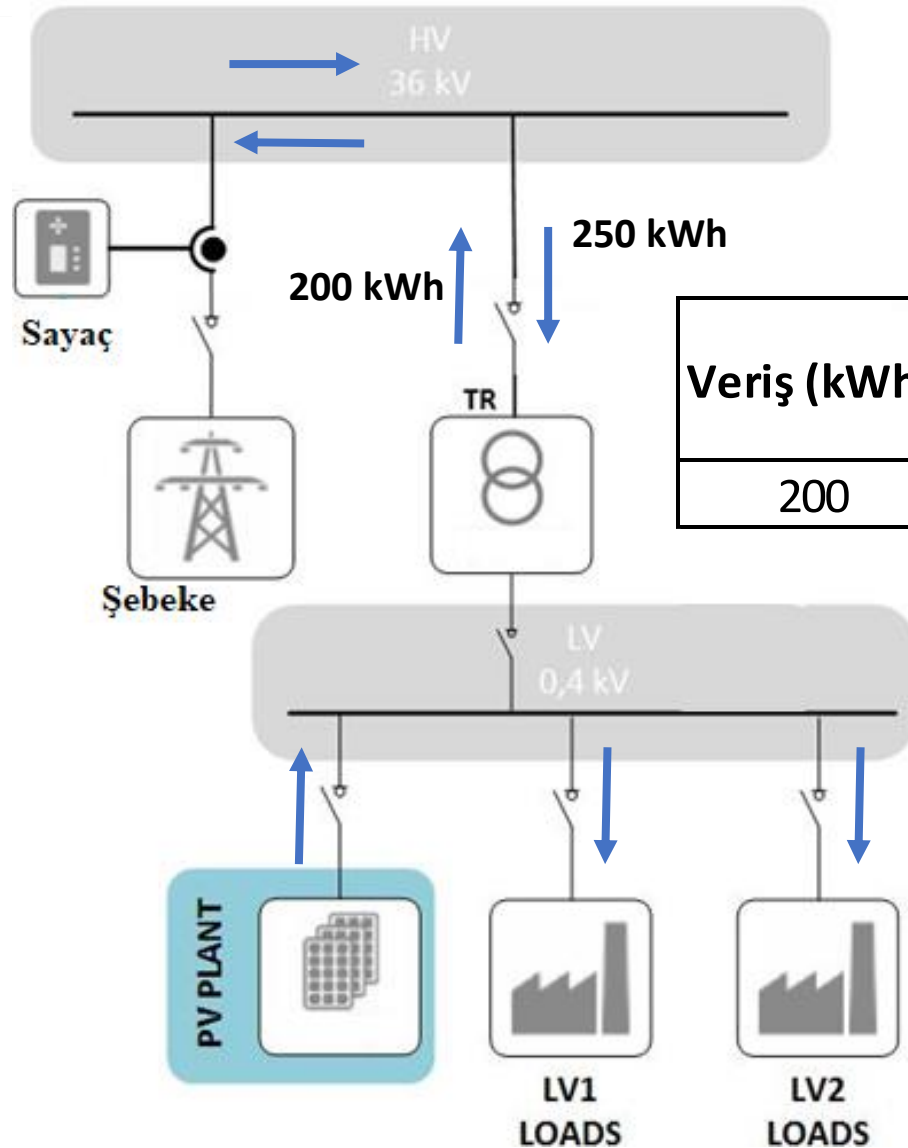 HV
36 kV
250 kWh
200 kWh
Sayaç
Veriş (kWh
200
TR
Şebeke
LV
0,4 kV
PV PLANT
LV1
LOADS
LV2
LOADS